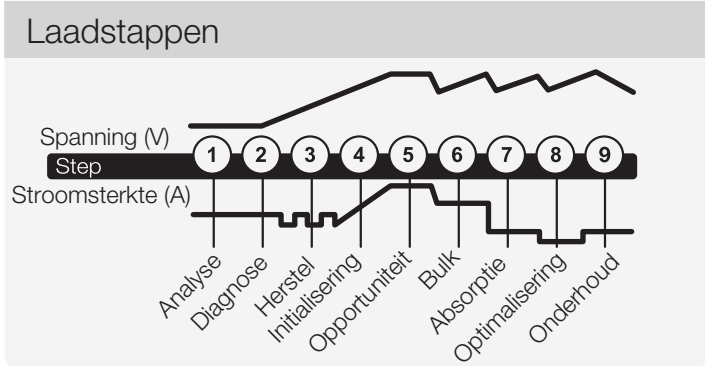 Laadstappen
Spanning (V)
1 2 3 4 5 6 7 8 9
Step
Stroomsterkte (A)
Analyse
Diagnose
Herstel
Initialisering
Opportuniteit
Bulk
Absorptie
Optimalisering
Onderhoud